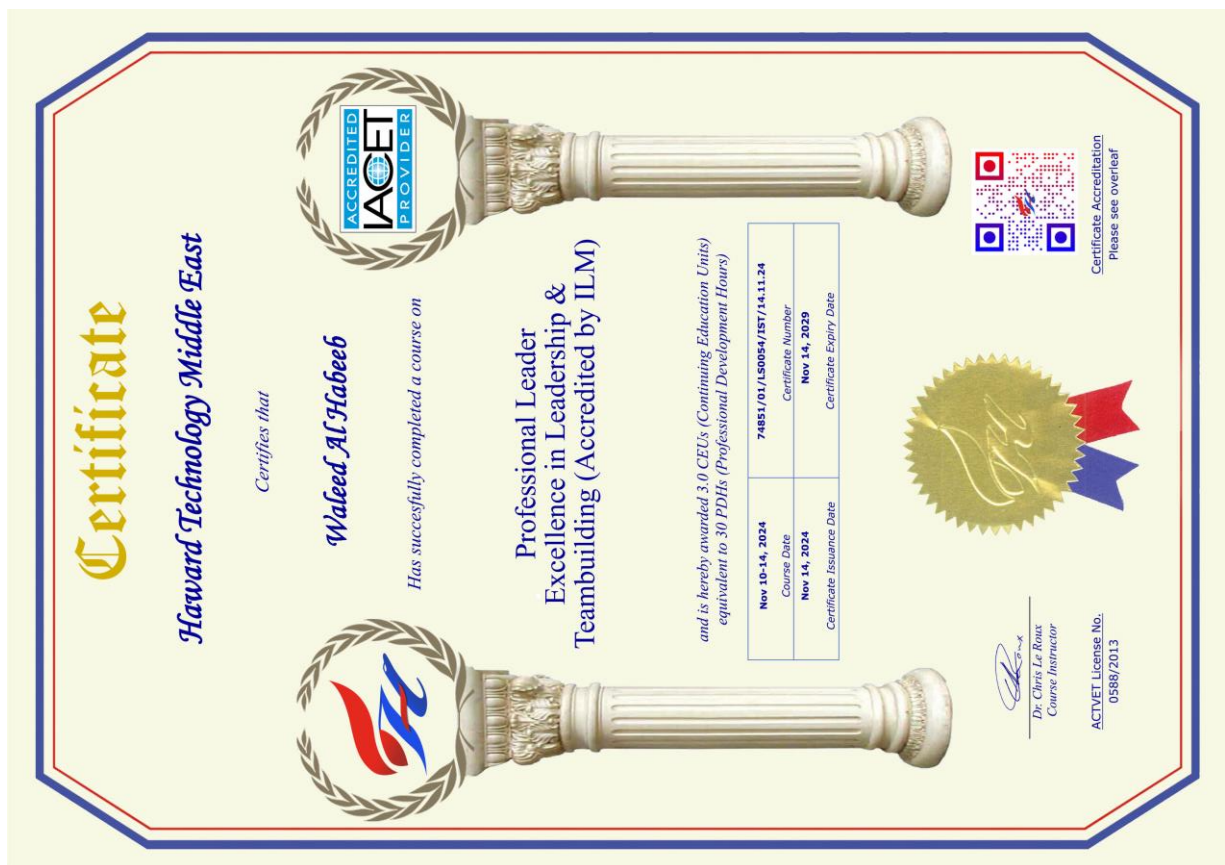 Certificate
Haward Technology Middle East
Certifies that
Waleed Al Habeeb
Has succesfully completed a course on
Professional Leader
Excellence in Leadership &
Teambuilding (Accredited by ILM)
and is hereby awarded 3.0 CEUs (Continuing Education Units)
equivalent to 30 PDHs (Professional Development Hours)
Nov 10-14, 2024
Course Date
74851/01/LS0054/IST/14.11.24
Certificate Number
Nov 14, 2024
Certificate Issuance Date
Nov 14, 2029
Certificate Expiry Date
ACCREDITED
IACET
PROVIDER
Dr. Chris Le Roux
Course Instructor
ACTVET License No.
0588/2013
Certificate Accreditation
Please see overleaf